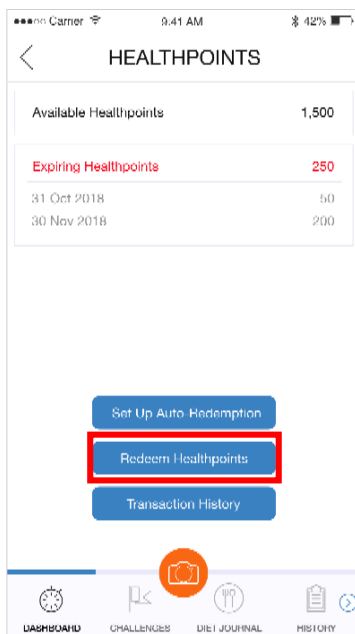 Carrier 9:41 AM 42%
HEALTHPOINTS
Available Healthpoints 1,500
Expiring Healthpoints 250
31 Oct 2018 50
30 Nov 2018 200
Set Up Auto-Redemption
Redeem Healthpoints
Transaction History
DASHBOARD CHALLENGES DIET JOURNAL HISTORY